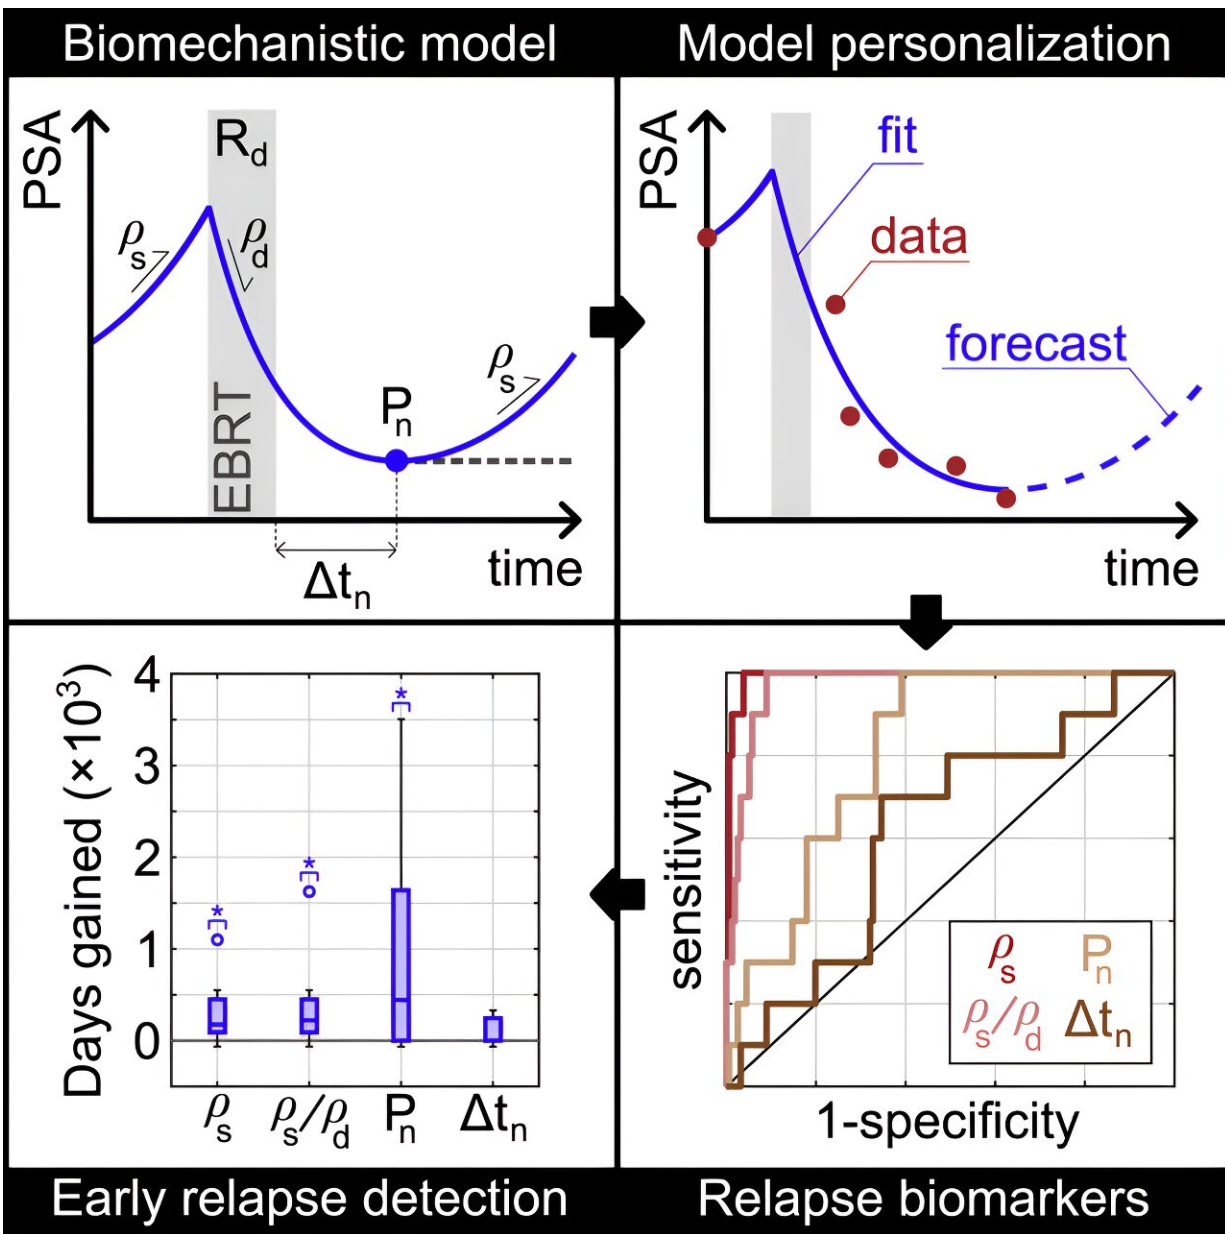 Biomechanistic model
PSA
R_d
ρ_s
ρ_d
EBRT
P_n
ρ_s
Δt_n
time
Model personalization
PSA
fit
data
forecast
time
Days gained (×10³)
4
3
2
1
0
*
*
*
ρ_s
ρ_s/ρ_d
P_n
Δt_n
Early relapse detection
sensitivity
ρ_s P_n
ρ_s/ρ_d Δt_n
1-specificity
Relapse biomarkers